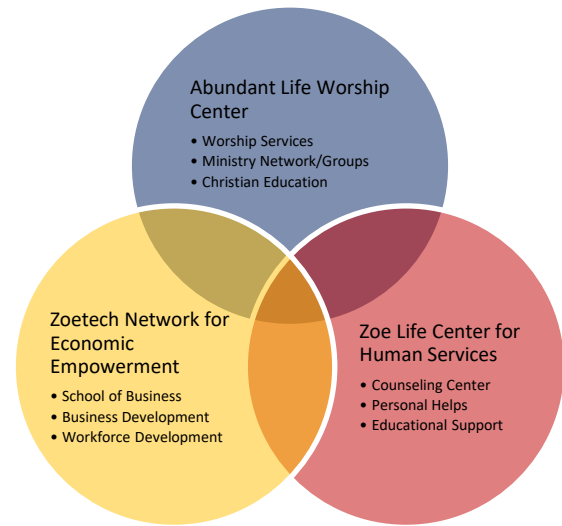 Abundant Life Worship
Center
• Worship Services
• Ministry Network/Groups
• Christian Education
Zoetech Network for
Economic
Empowerment
• School of Business
• Business Development
• Workforce Development
Zoe Life Center for
Human Services
• Counseling Center
• Personal Helps
• Educational Support